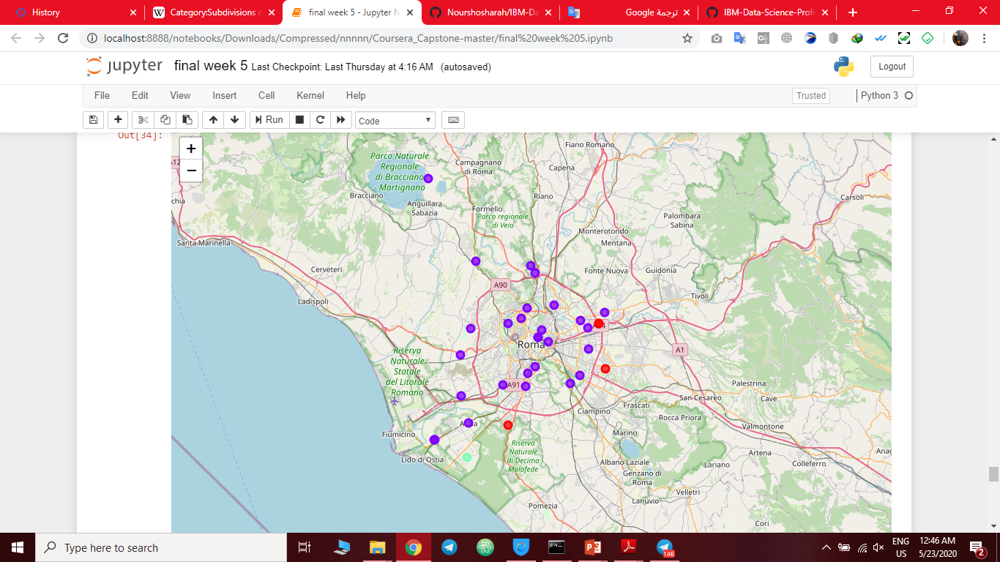 History
Category:Subdivisions o
final week 5 - Jupyter N
Nourshosharah/IBM-Da
ترجمة Google
IBM-Data-Science-Profe
localhost:8888/notebooks/Downloads/Compressed/nnnnn/Coursera_Capstone-master/final%20week%205.ipynb
jupyter final week 5 Last Checkpoint: Last Thursday at 4:16 AM (autosaved)
Logout
File Edit View Insert Cell Kernel Help
Trusted
Python 3
Run
Code
Out[34]:
+
−
A12
Parco Naturale
Regionale
di Bracciano
- Martignano
Campagnano
di Roma
Fiano Romano
Capena
Bracciano
Anguillara
Sabazia
Formello
Riano
Parco regionale
di Veio
Carsoli
chia
Palombara
Sabina
Santa Marinella
Monterotondo
Mentana
Cerveteri
Fonte Nuova
Guidonia
A90
Ladispoli
Tivoli
Roma
A1
Riserva
Naturale
Statale
del Litorale
Romano
A91
Palestrina
San Cesareo
Cave
Frascati
Ciampino
Rocca Priora
Valmontone
Fiumicino
Marino
Riserva
Naturale
di Decima
Malafede
Artena
Anag
Lido di Ostia
Albano Laziale
Lariano
Colleferro
Genzano di
Roma
Velletri
Lanuvio
Pomezia
Cori
Type here to search
146
ENG
US
12:46 AM
5/23/2020
2